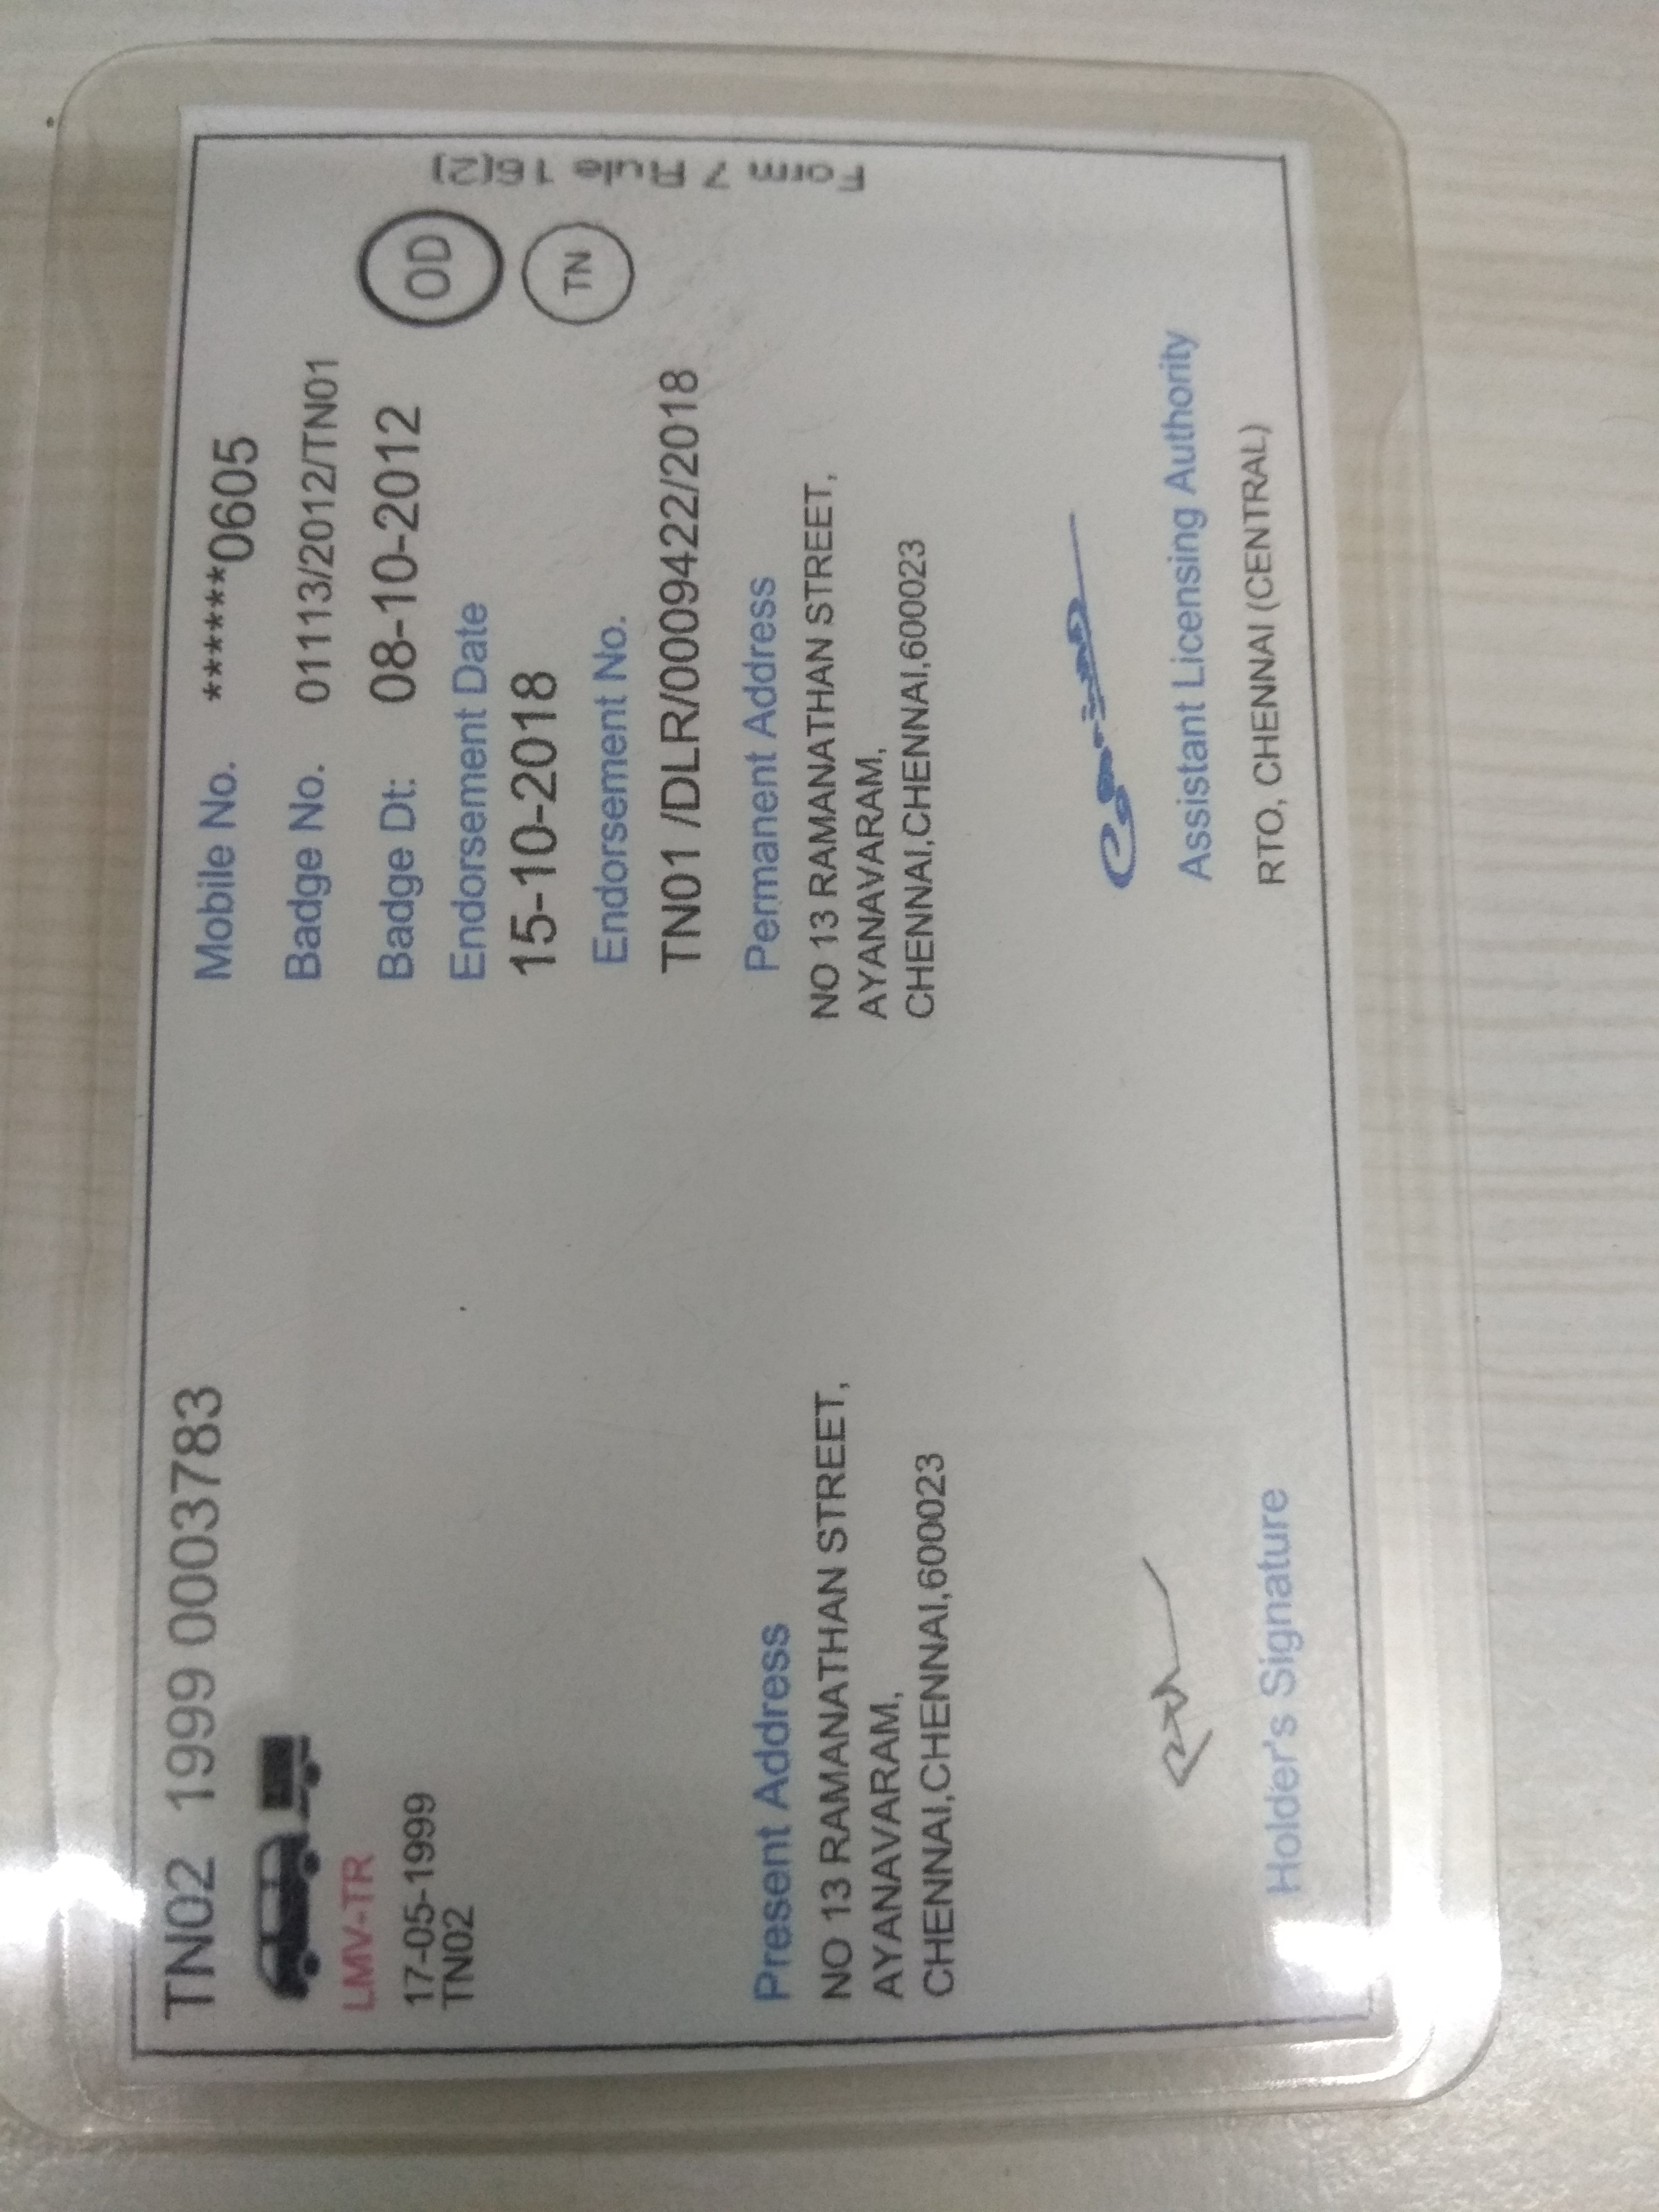 TN02 1999 0003783
LMV-TR
17-05-1999
TN02
Mobile No. ******0605
Badge No. 01113/2012/TN01
Badge Dt: 08-10-2012
OD
Endorsement Date
15-10-2018
TN
Endorsement No.
TN01 /DLR/0009422/2018
Form 7 Rule 16(2)
Present Address
NO 13 RAMANATHAN STREET,
AYANAVARAM,
CHENNAI,CHENNAI,600023
Permanent Address
NO 13 RAMANATHAN STREET,
AYANAVARAM,
CHENNAI,CHENNAI,600023
Holder's Signature
Assistant Licensing Authority
RTO, CHENNAI (CENTRAL)